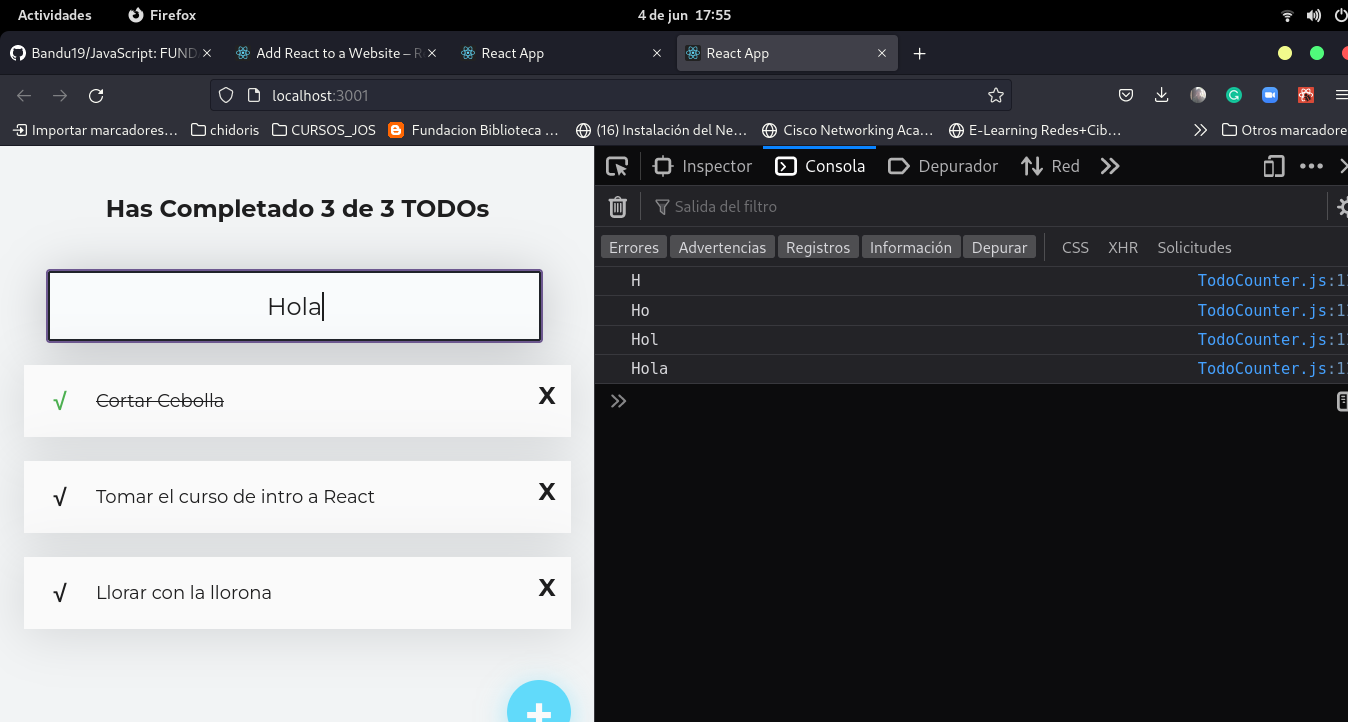 Actividades Firefox 4 de jun 17:55
Bandu19/JavaScript: FUND Add React to a Website – R React App React App
localhost:3001
Importar marcadores... chidoris CURSOS_JOS Fundacion Biblioteca ... (16) Instalación del Ne... Cisco Networking Aca... E-Learning Redes+Cib... Otros marcadore
Has Completado 3 de 3 TODOs
Hola
√ Cortar Cebolla X
√ Tomar el curso de intro a React X
√ Llorar con la llorona X
+
Inspector Consola Depurador Red
Salida del filtro
Errores Advertencias Registros Información Depurar CSS XHR Solicitudes
H TodoCounter.js:11
Ho TodoCounter.js:11
Hol TodoCounter.js:11
Hola TodoCounter.js:11